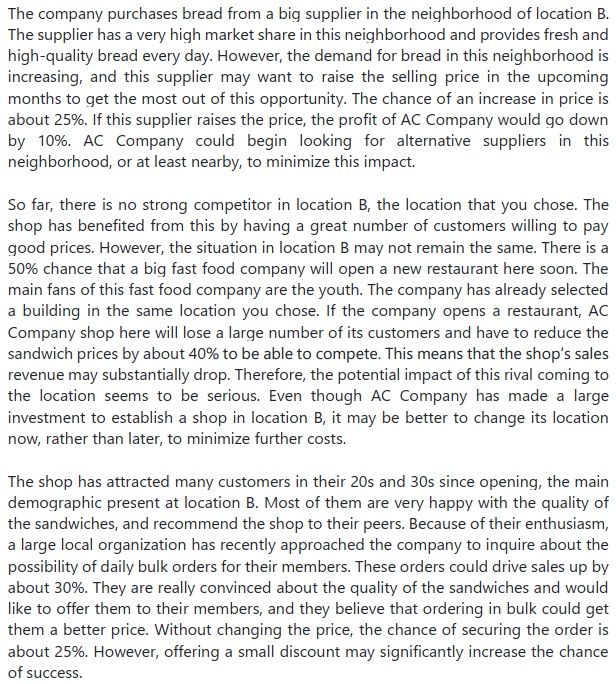 The company purchases bread from a big supplier in the neighborhood of location B.
The supplier has a very high market share in this neighborhood and provides fresh and
high-quality bread every day. However, the demand for bread in this neighborhood is
increasing, and this supplier may want to raise the selling price in the upcoming
months to get the most out of this opportunity. The chance of an increase in price is
about 25%. If this supplier raises the price, the profit of AC Company would go down
by 10%. AC Company could begin looking for alternative suppliers in this
neighborhood, or at least nearby, to minimize this impact.

So far, there is no strong competitor in location B, the location that you chose. The
shop has benefited from this by having a great number of customers willing to pay
good prices. However, the situation in location B may not remain the same. There is a
50% chance that a big fast food company will open a new restaurant here soon. The
main fans of this fast food company are the youth. The company has already selected
a building in the same location you chose. If the company opens a restaurant, AC
Company shop here will lose a large number of its customers and have to reduce the
sandwich prices by about 40% to be able to compete. This means that the shop's sales
revenue may substantially drop. Therefore, the potential impact of this rival coming to
the location seems to be serious. Even though AC Company has made a large
investment to establish a shop in location B, it may be better to change its location
now, rather than later, to minimize further costs.

The shop has attracted many customers in their 20s and 30s since opening, the main
demographic present at location B. Most of them are very happy with the quality of
the sandwiches, and recommend the shop to their peers. Because of their enthusiasm,
a large local organization has recently approached the company to inquire about the
possibility of daily bulk orders for their members. These orders could drive sales up by
about 30%. They are really convinced about the quality of the sandwiches and would
like to offer them to their members, and they believe that ordering in bulk could get
them a better price. Without changing the price, the chance of securing the order is
about 25%. However, offering a small discount may significantly increase the chance
of success.